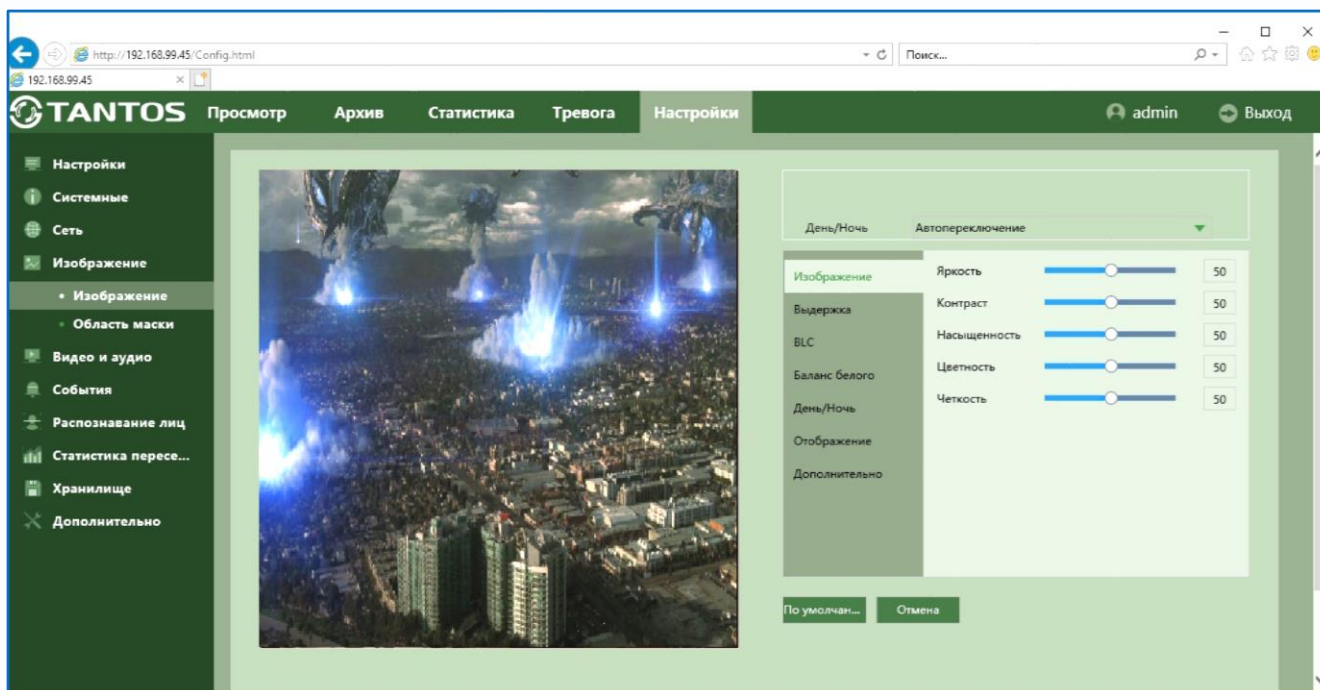 http://192.168.99.45/Config.html
Поиск...
192.168.99.45
TANTOS Просмотр Архив Статистика Тревога Настройки admin Выход
Настройки
Системные
Сеть
Изображение
• Изображение
• Область маски
Видео и аудио
События
Распознавание лиц
Статистика пересе...
Хранилище
Дополнительно
День/Ночь Автопереключение
Изображение
Выдержка
BLC
Баланс белого
День/Ночь
Отображение
Дополнительно
Яркость 50
Контраст 50
Насыщенность 50
Цветность 50
Четкость 50
По умолчан... Отмена